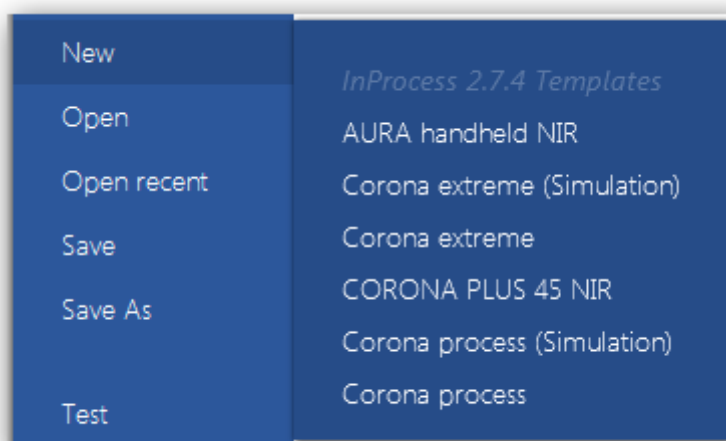 New
Open
Open recent
Save
Save As
Test
InProcess 2.7.4 Templates
AURA handheld NIR
Corona extreme (Simulation)
Corona extreme
CORONA PLUS 45 NIR
Corona process (Simulation)
Corona process